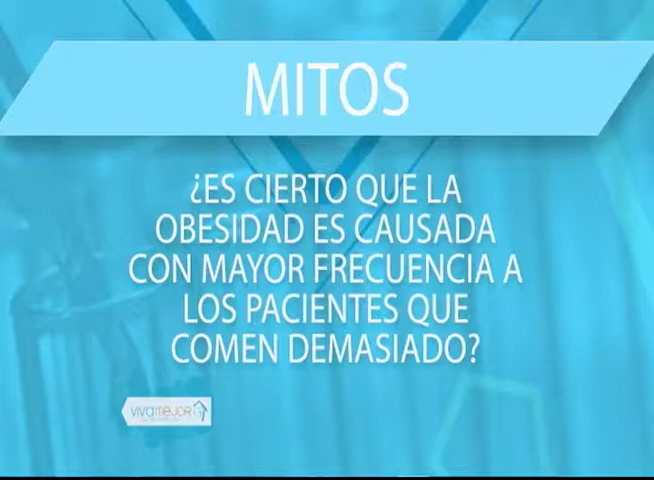 MITOS
¿ES CIERTO QUE LA
OBESIDAD ES CAUSADA
CON MAYOR FRECUENCIA A
LOS PACIENTES QUE
COMEN DEMASIADO?
VIVAMEJOR